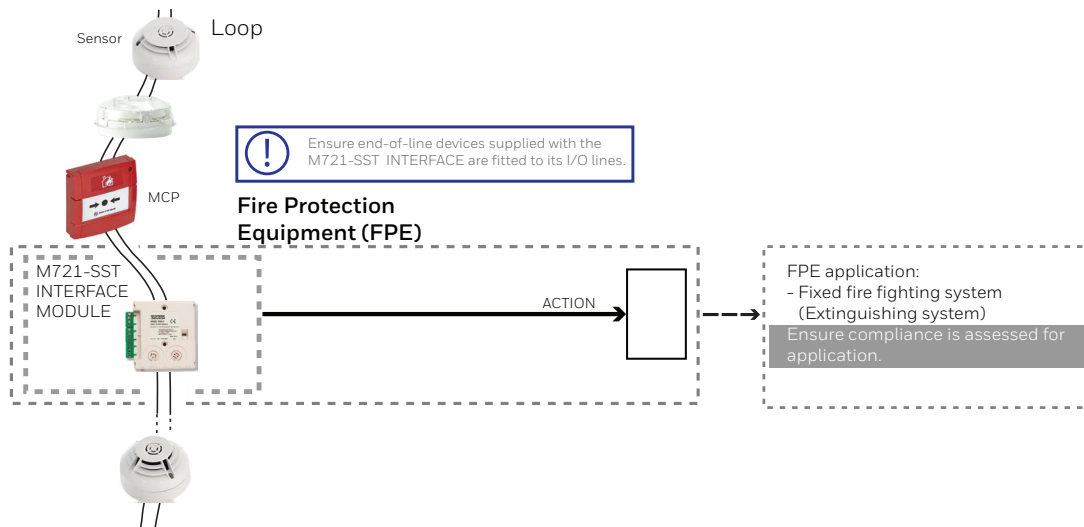 Sensor
Loop
Ensure end-of-line devices supplied with the
M721-SST INTERFACE are fitted to its I/O lines.
MCP
Fire Protection
Equipment (FPE)
M721-SST
INTERFACE
MODULE
ACTION
FPE application:
- Fixed fire fighting system
(Extinguishing system)
Ensure compliance is assessed for
application.